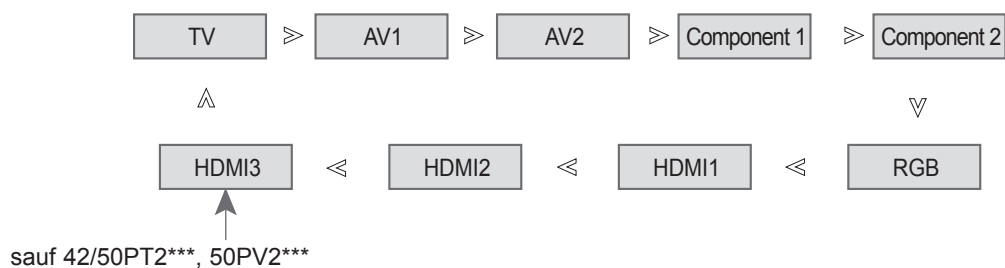 TV AV1 AV2 Component 1 Component 2
HDMI3 HDMI2 HDMI1 RGB
sauf 42/50PT2***, 50PV2***